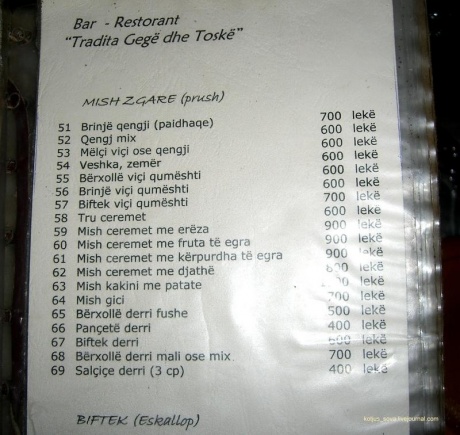 Bar - Restorant
"Tradita Gegë dhe Toskë"
MISH ZGARE (prush)
51 Brinjë qengji (paidhaqe) 700 lekë
52 Qengj mix 600 lekë
53 Mëlçi viçi ose qengji 600 lekë
54 Veshka, zemër 600 lekë
55 Bërxollë viçi qumështi 600 lekë
56 Brinjë viçi qumështi 600 lekë
57 Biftek viçi qumështi 700 lekë
58 Tru ceremet 600 lekë
59 Mish ceremet me erëza 900 lekë
60 Mish ceremet me fruta të egra 900 lekë
61 Mish ceremet me kërpurdha të egra 900 lekë
62 Mish ceremet me djathë lekë
63 Mish kakini me patate lekë
64 Mish gici 700 lekë
65 Bërxollë derri fushe 500 lekë
66 Pançetë derri 400 lekë
67 Biftek derri lekë
68 Bërxollë derri mali ose mix 700 lekë
69 Salçiçe derri (3 cp) 400 lekë
BIFTEK (Eskallop)